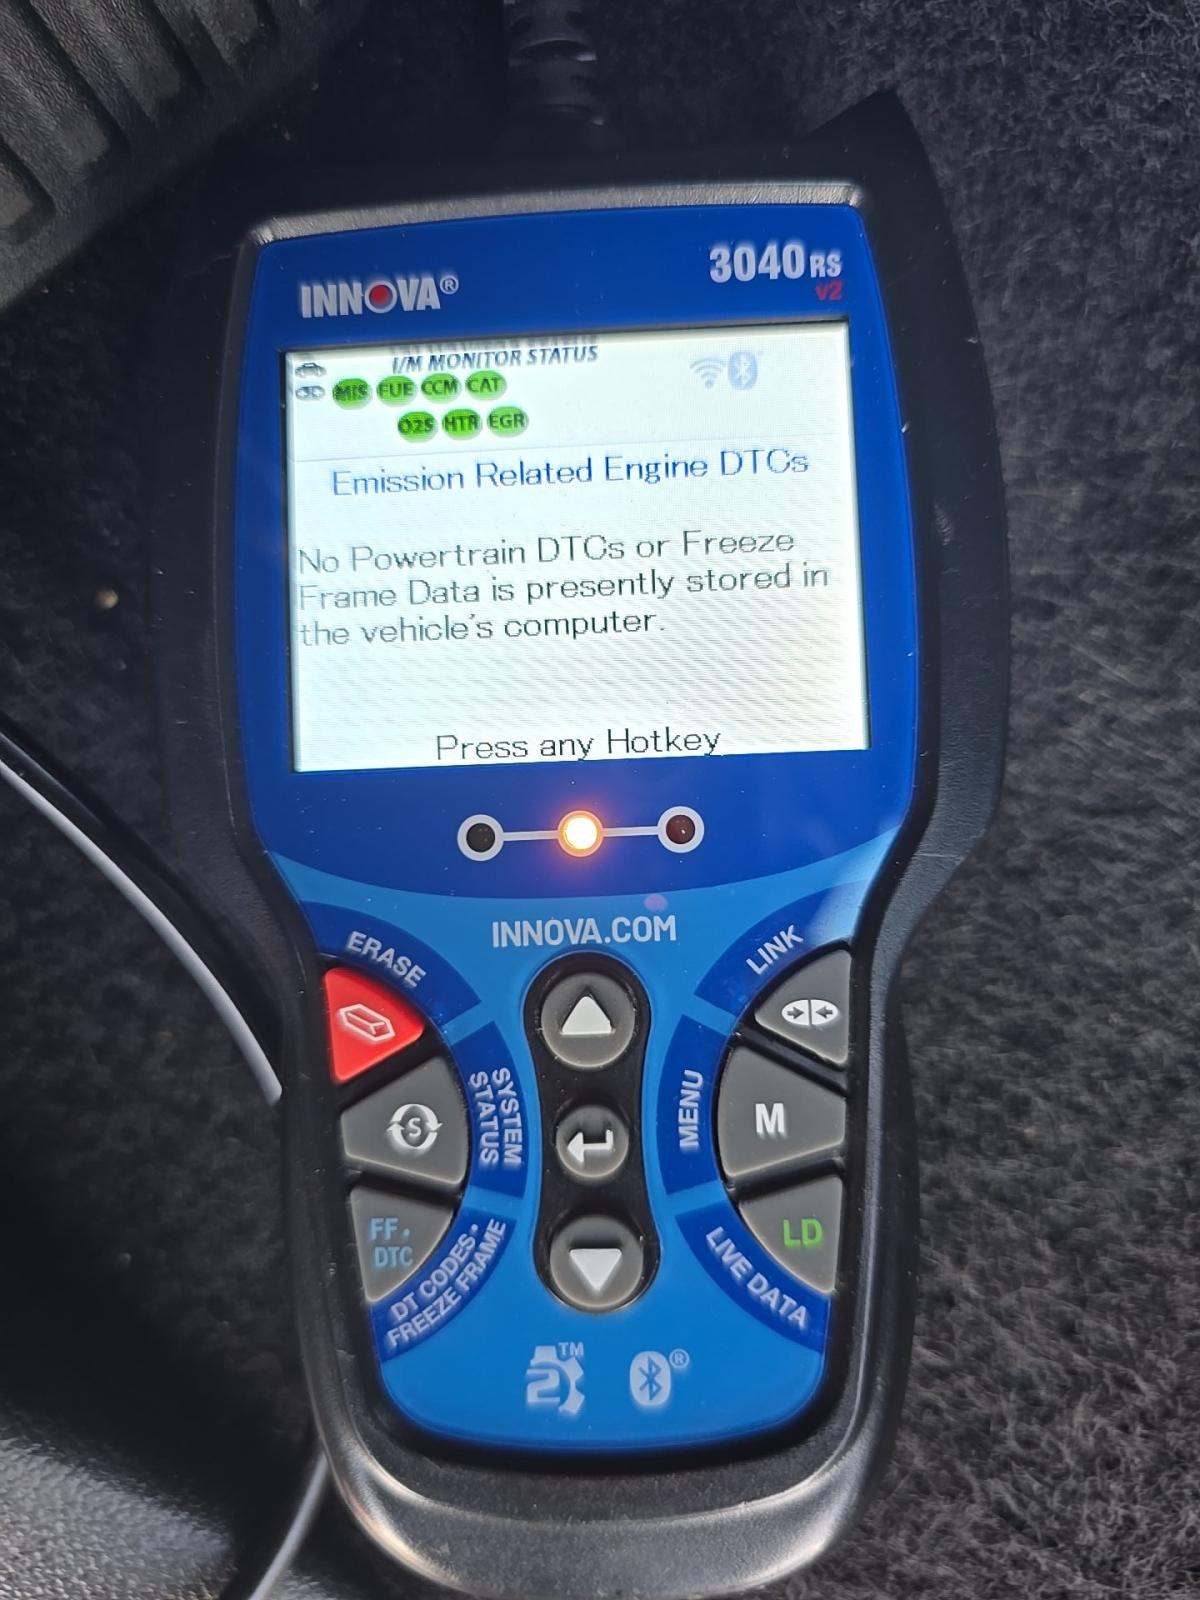 INNOVA®
3040RS
v2
I/M MONITOR STATUS
MIS FUE CCM CAT
O2S HTR EGR
Emission Related Engine DTCs
No Powertrain DTCs or Freeze
Frame Data is presently stored in
the vehicle's computer.
Press any Hotkey
INNOVA.COM
ERASE
LINK
S
SYSTEM
STATUS
MENU
M
FF.
DTC
DT CODES•
FREEZE FRAME
LD
LIVE DATA
2™
®